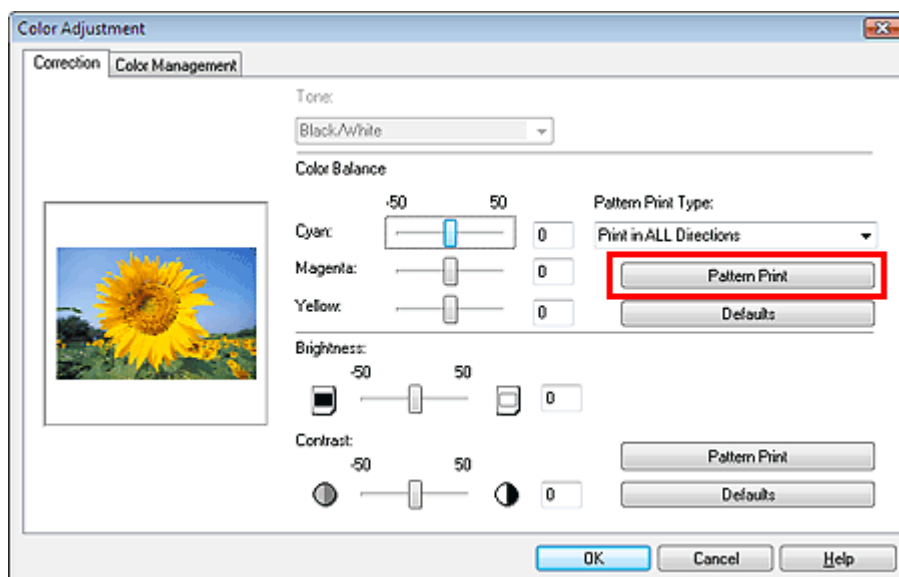 Color Adjustment
Correction Color Management
Tone:
Black/White
Color Balance
-50 50 Pattern Print Type:
Cyan: 0 Print in ALL Directions
Magenta: 0 Pattern Print
Yellow: 0 Defaults
Brightness:
-50 50
0
Contrast:
-50 50 Pattern Print
0 Defaults
OK Cancel Help